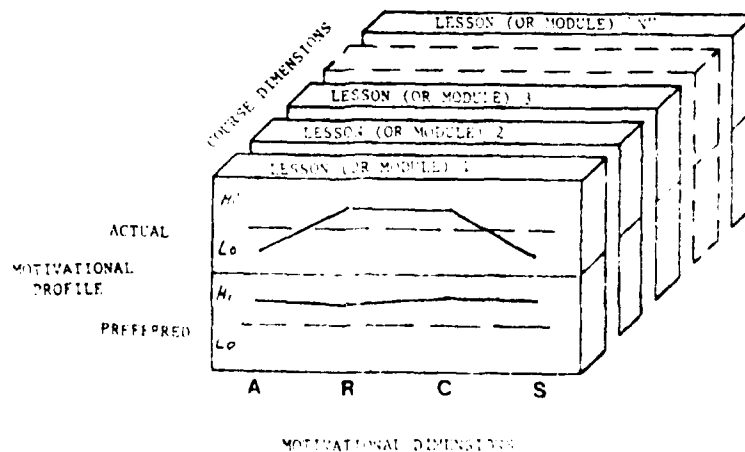 LESSON (OR MODULE) "N"
COURSE DIMENSIONS
LESSON (OR MODULE) 3
LESSON (OR MODULE) 2
LESSON (OR MODULE) 1
Hi
ACTUAL
Lo
MOTIVATIONAL
PROFILE
Hi
PREFERRED
Lo
A R C S
MOTIVATIONAL DIMENSIONS